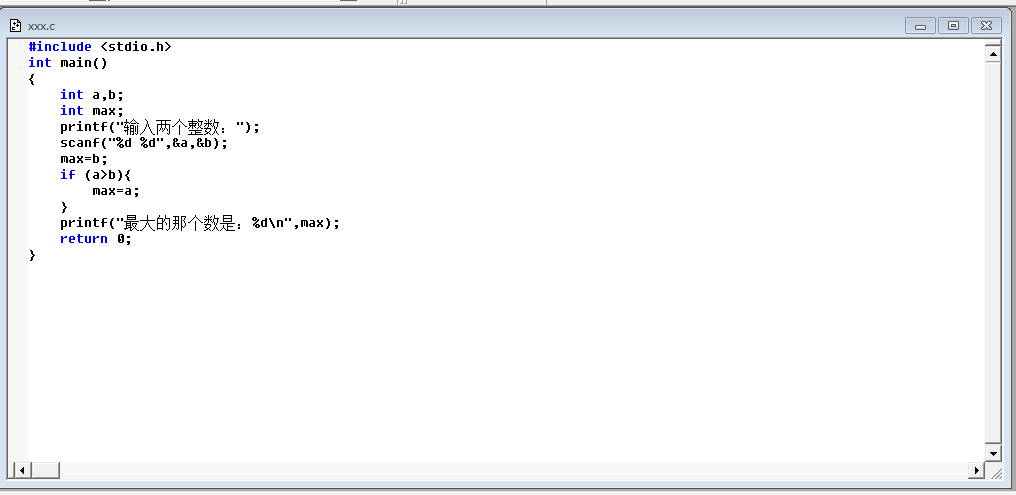 xxx.c
#include <stdio.h>
int main()
{
    int a,b;
    int max;
    printf("输入两个整数：");
    scanf("%d %d",&a,&b);
    max=b;
    if (a>b){
        max=a;
    }
    printf("最大的那个数是：%d\n",max);
    return 0;
}